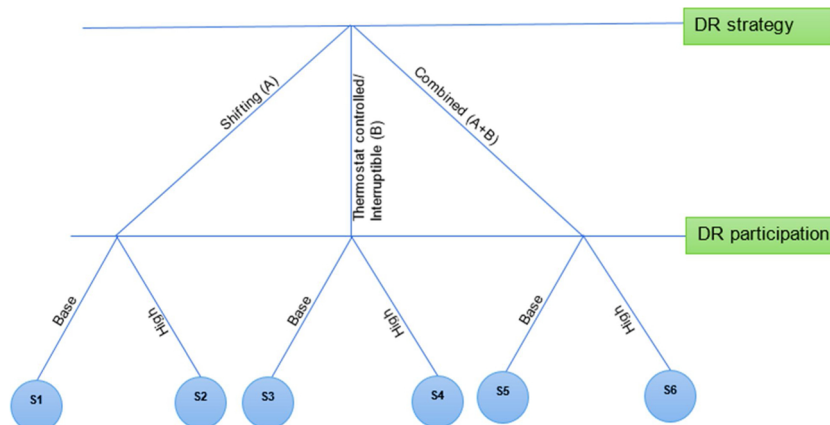 DR strategy
Shifting (A)
Thermostat controlled/
Interruptible (B)
Combined (A+B)
DR participation
Base
High
Base
High
Base
High
S1
S2
S3
S4
S5
S6